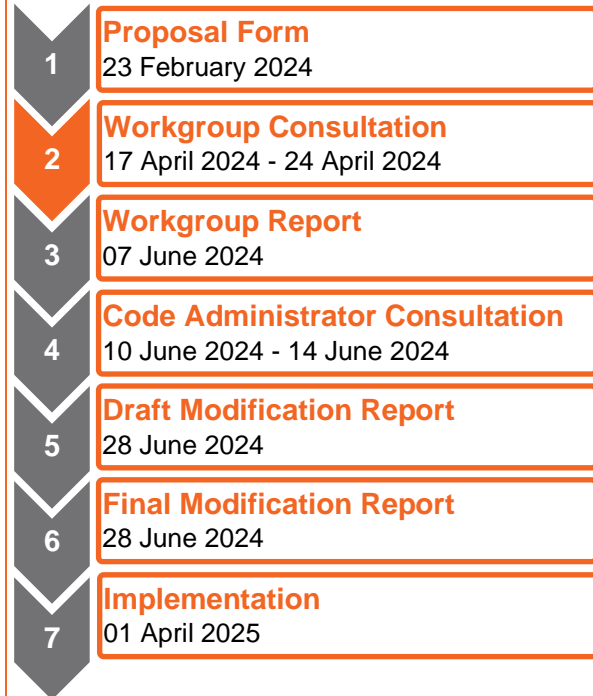 1
Proposal Form
23 February 2024
2
Workgroup Consultation
17 April 2024 - 24 April 2024
3
Workgroup Report
07 June 2024
4
Code Administrator Consultation
10 June 2024 - 14 June 2024
5
Draft Modification Report
28 June 2024
6
Final Modification Report
28 June 2024
7
Implementation
01 April 2025